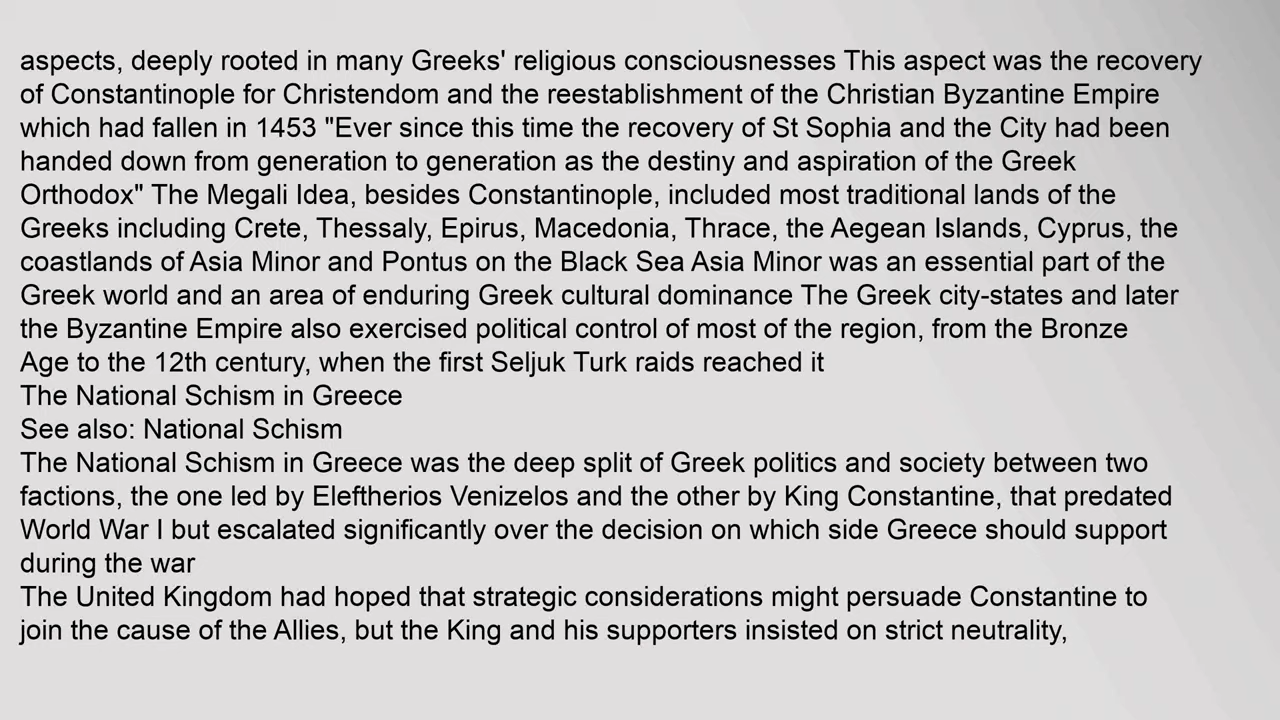 aspects, deeply rooted in many Greeks' religious consciousnesses This aspect was the recovery
of Constantinople for Christendom and the reestablishment of the Christian Byzantine Empire
which had fallen in 1453 "Ever since this time the recovery of St Sophia and the City had been
handed down from generation to generation as the destiny and aspiration of the Greek
Orthodox" The Megali Idea, besides Constantinople, included most traditional lands of the
Greeks including Crete, Thessaly, Epirus, Macedonia, Thrace, the Aegean Islands, Cyprus, the
coastlands of Asia Minor and Pontus on the Black Sea Asia Minor was an essential part of the
Greek world and an area of enduring Greek cultural dominance The Greek city-states and later
the Byzantine Empire also exercised political control of most of the region, from the Bronze
Age to the 12th century, when the first Seljuk Turk raids reached it
The National Schism in Greece
See also: National Schism
The National Schism in Greece was the deep split of Greek politics and society between two
factions, the one led by Eleftherios Venizelos and the other by King Constantine, that predated
World War I but escalated significantly over the decision on which side Greece should support
during the war
The United Kingdom had hoped that strategic considerations might persuade Constantine to
join the cause of the Allies, but the King and his supporters insisted on strict neutrality,